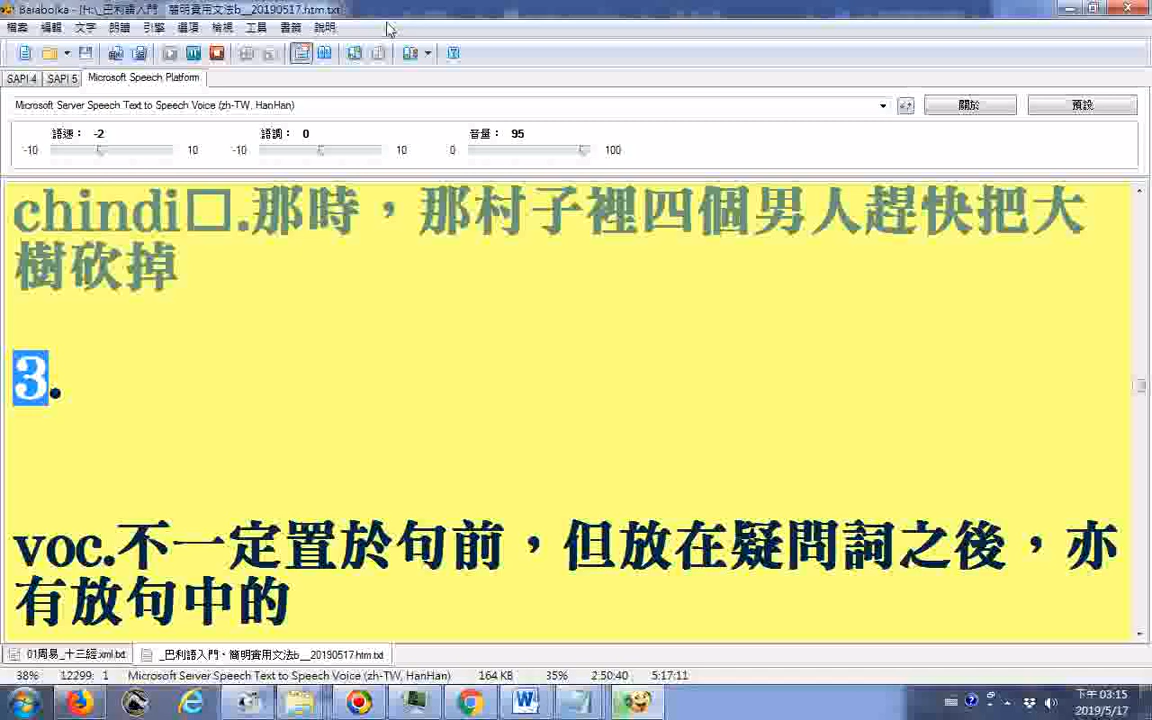 Balabolka - [H:\_巴利語入門‧簡明實用文法b__20190517.htm.txt]
檔案 編輯 文字 朗讀 引擎 選項 檢視 工具 書籤 說明
SAPI 4 SAPI 5 Microsoft Speech Platform
Microsoft Server Speech Text to Speech Voice (zh-TW, HanHan) 關於 預設
語速： -2 語調： 0 音量： 95
-10 10 -10 10 0 100
chindi□.那時，那村子裡四個男人趕快把大
樹砍掉
3.
voc.不一定置於句前，但放在疑問詞之後，亦
有放句中的
01周易_十三經.xml.txt _巴利語入門‧簡明實用文法b__20190517.htm.txt
38% 12299: 1 Microsoft Server Speech Text to Speech Voice (zh-TW, HanHan) 164 KB 35% 2:50:40 5:17:11
下午 03:15
2019/5/17